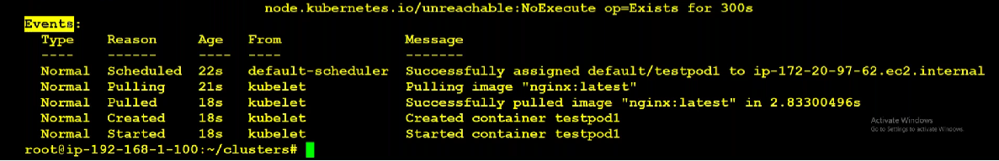 node.kubernetes.io/unreachable:NoExecute op=Exists for 300s
Events:
Type Reason Age From Message
---- ------ ---- ---- -------
Normal Scheduled 22s default-scheduler Successfully assigned default/testpod1 to ip-172-20-97-62.ec2.internal
Normal Pulling 21s kubelet Pulling image "nginx:latest"
Normal Pulled 18s kubelet Successfully pulled image "nginx:latest" in 2.83300496s
Normal Created 18s kubelet Created container testpod1
Normal Started 18s kubelet Started container testpod1
root@ip-192-168-1-100:~/clusters#
Activate Windows
Go to Settings to activate Windows.